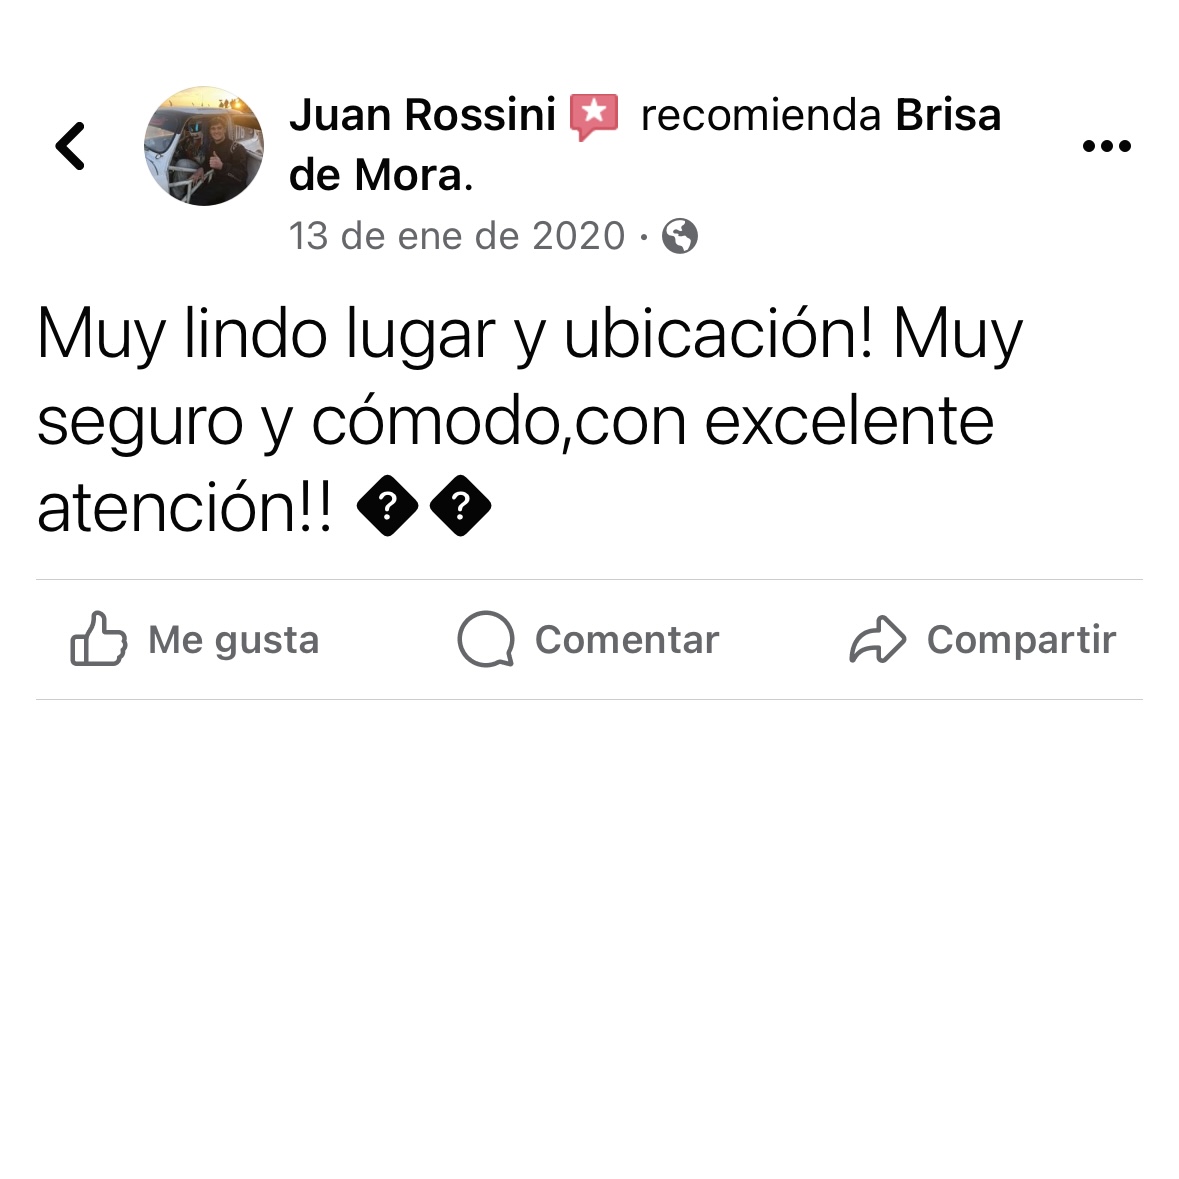 Juan Rossini recomienda Brisa
de Mora.
13 de ene de 2020 ·
Muy lindo lugar y ubicación! Muy
seguro y cómodo,con excelente
atención!! ��
Me gusta
Comentar
Compartir